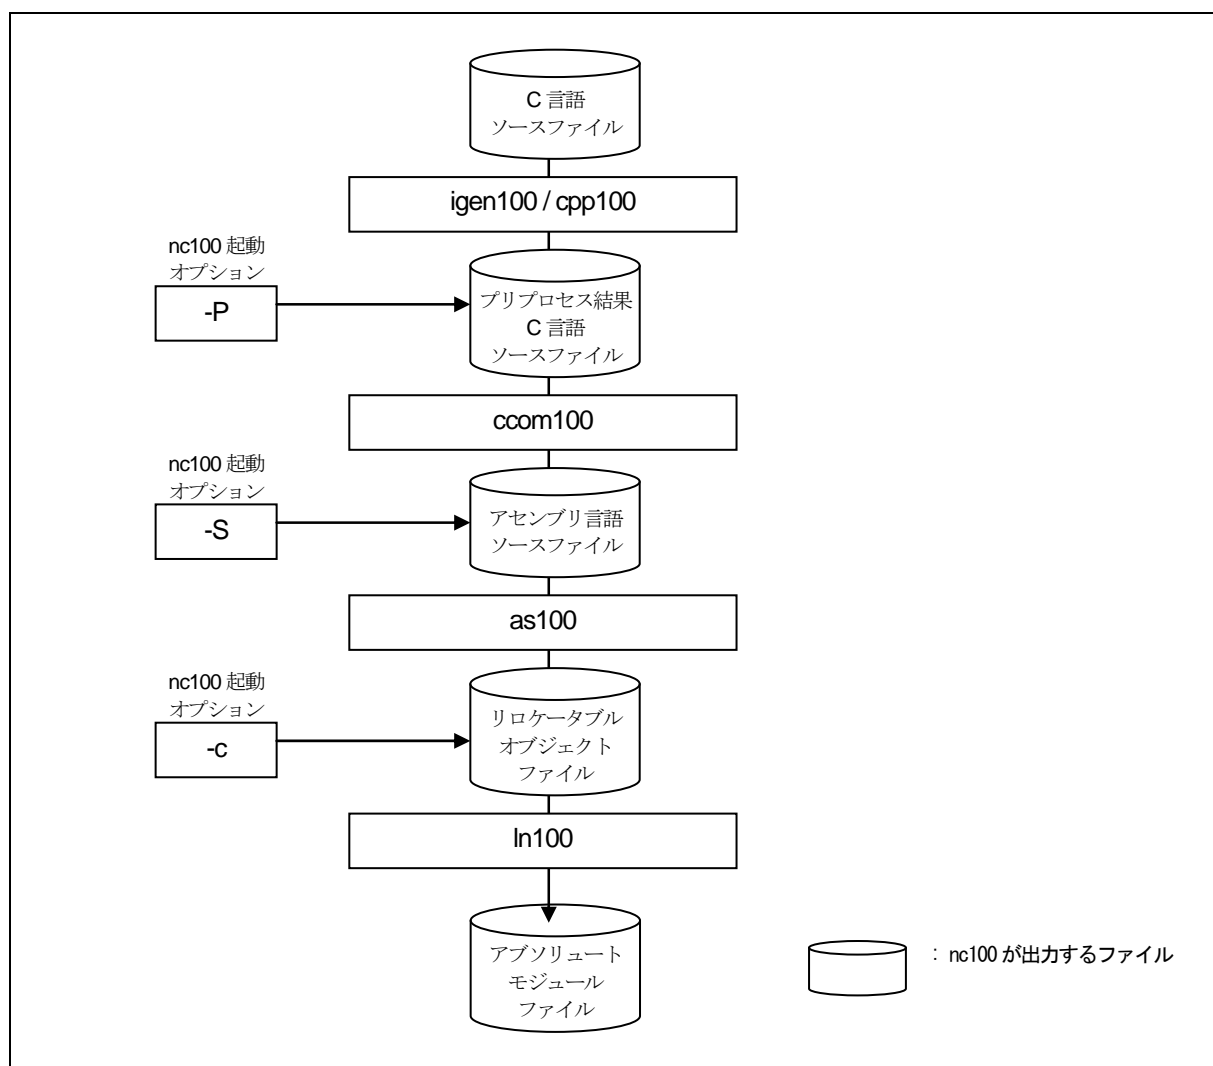 C 言語
ソースファイル
igen100 / cpp100
nc100 起動
オプション
-P
プリプロセス結果
C 言語
ソースファイル
ccom100
nc100 起動
オプション
-S
アセンブリ言語
ソースファイル
as100
nc100 起動
オプション
-c
リロケータブル
オブジェクト
ファイル
ln100
アブソリュート
モジュール
ファイル
: nc100 が出力するファイル